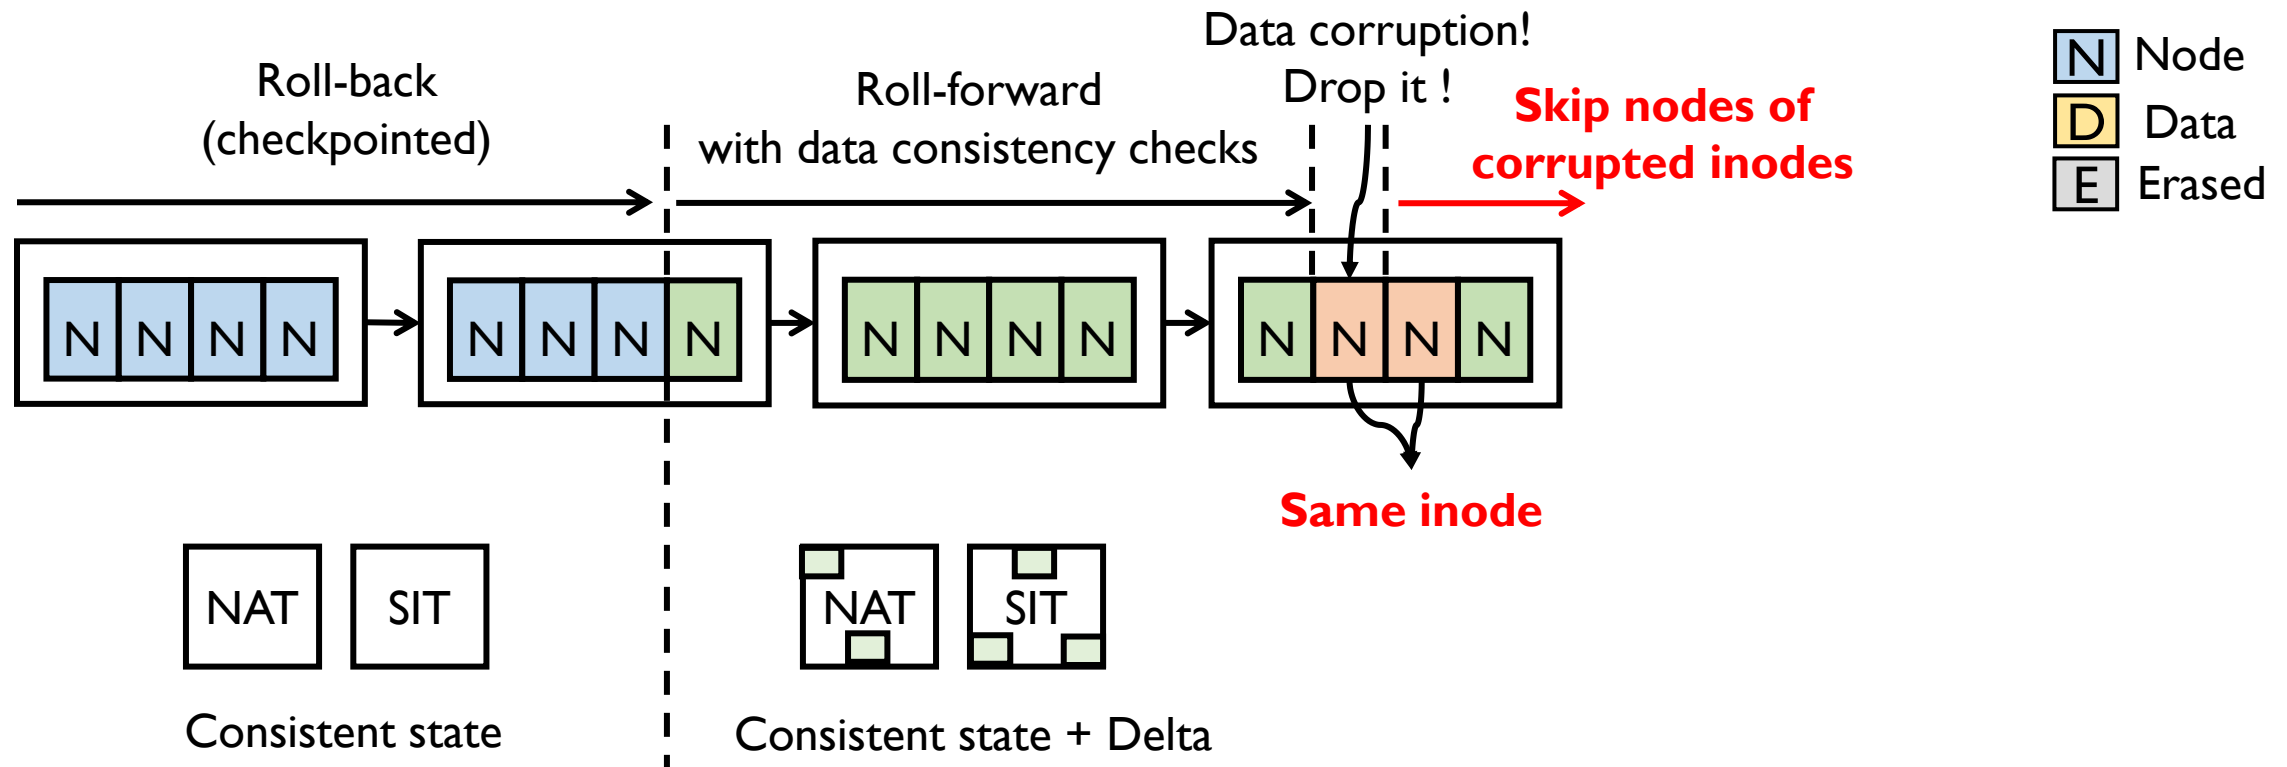 Data corruption!
Drop it !
Roll-back
(checkpointed)
Roll-forward
with data consistency checks
Skip nodes of
corrupted inodes
N Node
D Data
E Erased
N N N N
N N N N
N N N N
N N N N
Same inode
NAT SIT
NAT SIT
Consistent state
Consistent state + Delta